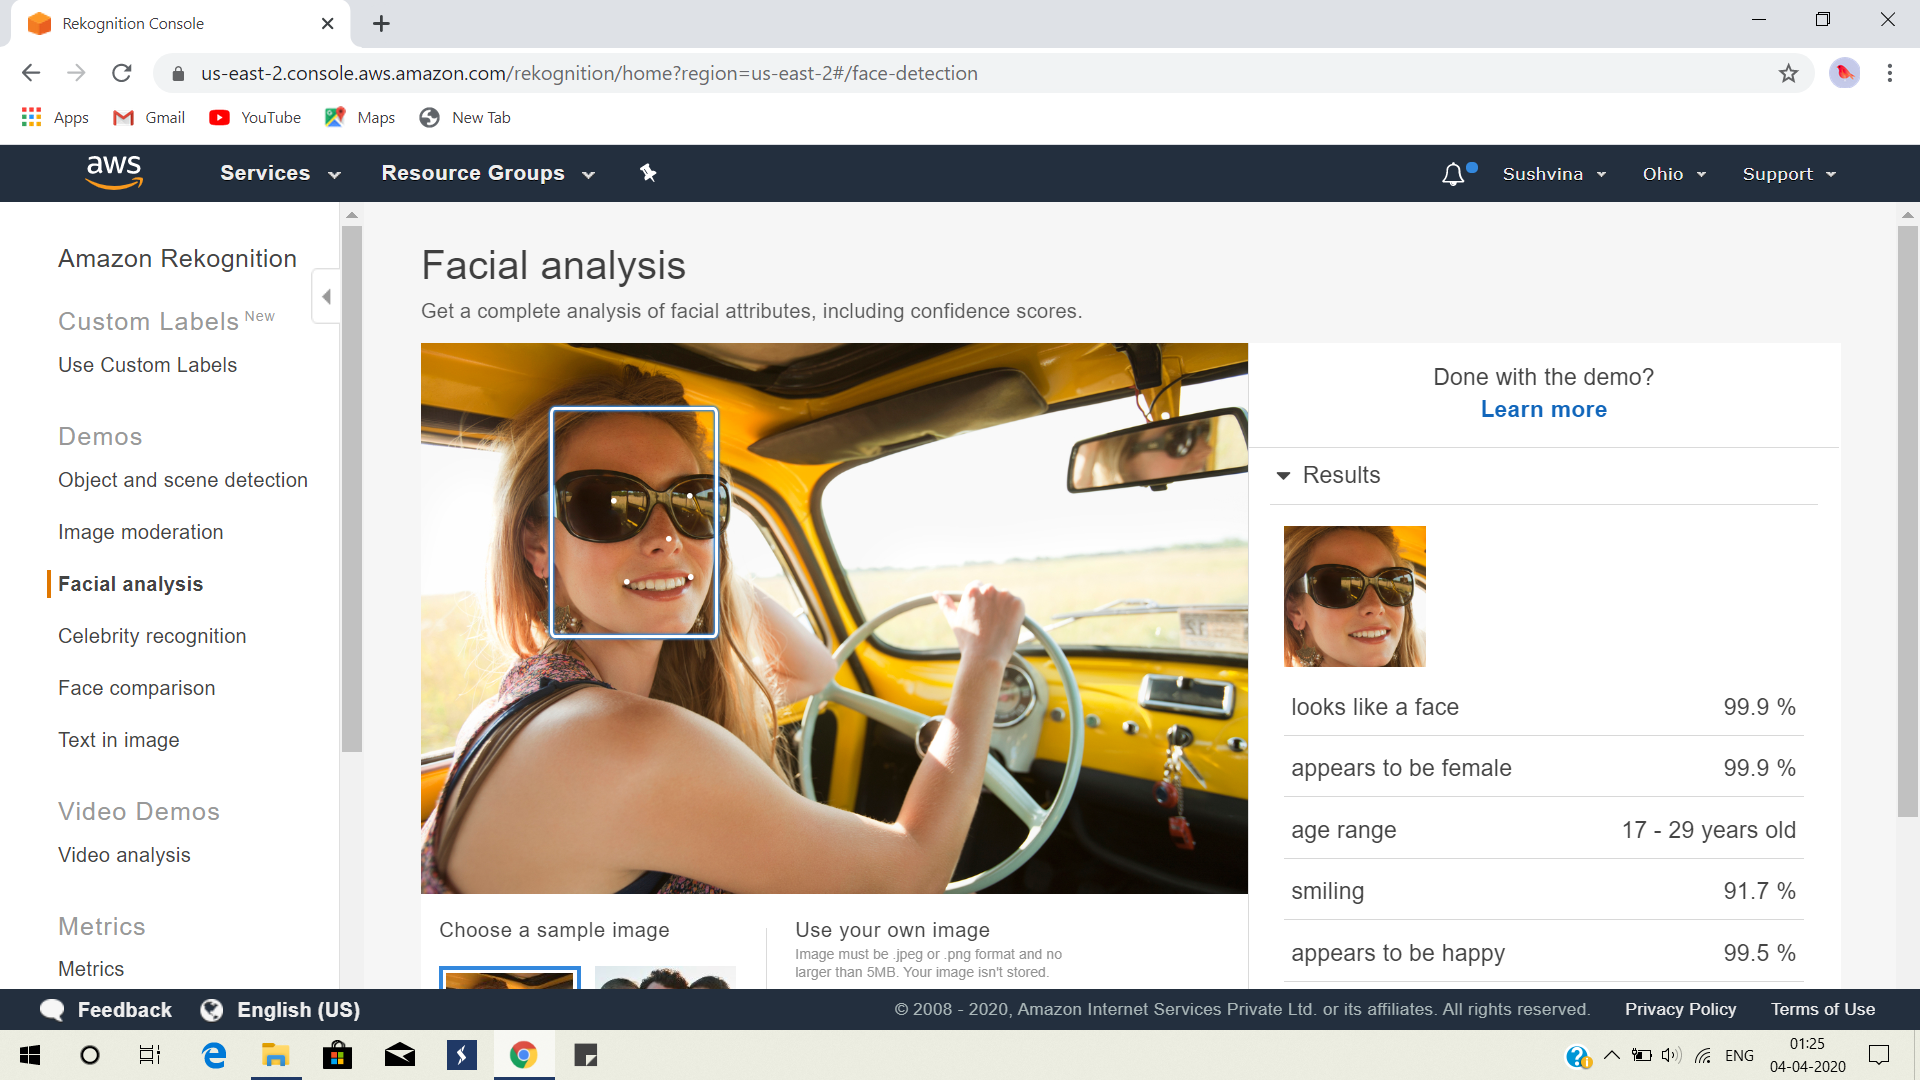 Rekognition Console
us-east-2.console.aws.amazon.com/rekognition/home?region=us-east-2#/face-detection
Apps
Gmail
YouTube
Maps
New Tab
aws
Services
Resource Groups
Sushvina
Ohio
Support
Amazon Rekognition
Custom Labels New
Use Custom Labels
Demos
Object and scene detection
Image moderation
Facial analysis
Celebrity recognition
Face comparison
Text in image
Video Demos
Video analysis
Metrics
Metrics
Facial analysis
Get a complete analysis of facial attributes, including confidence scores.
Choose a sample image
Use your own image
Image must be .jpeg or .png format and no
larger than 5MB. Your image isn't stored.
Done with the demo?
Learn more
Results
looks like a face 99.9 %
appears to be female 99.9 %
age range 17 - 29 years old
smiling 91.7 %
appears to be happy 99.5 %
Feedback
English (US)
© 2008 - 2020, Amazon Internet Services Private Ltd. or its affiliates. All rights reserved.
Privacy Policy
Terms of Use
ENG
01:25
04-04-2020